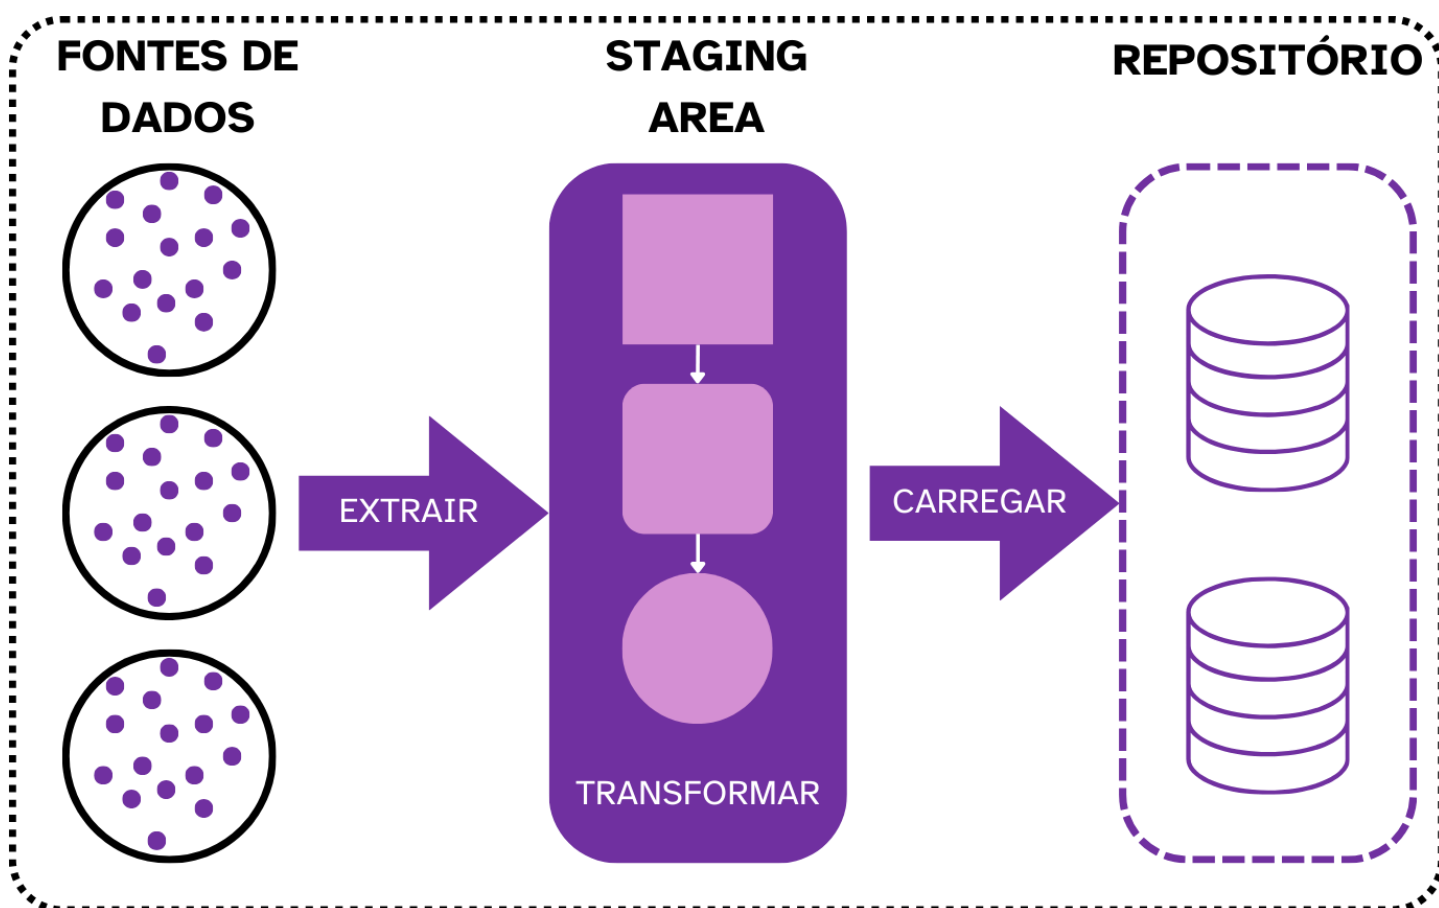 FONTES DE
DADOS
STAGING
AREA
REPOSITÓRIO
EXTRAIR
TRANSFORMAR
CARREGAR